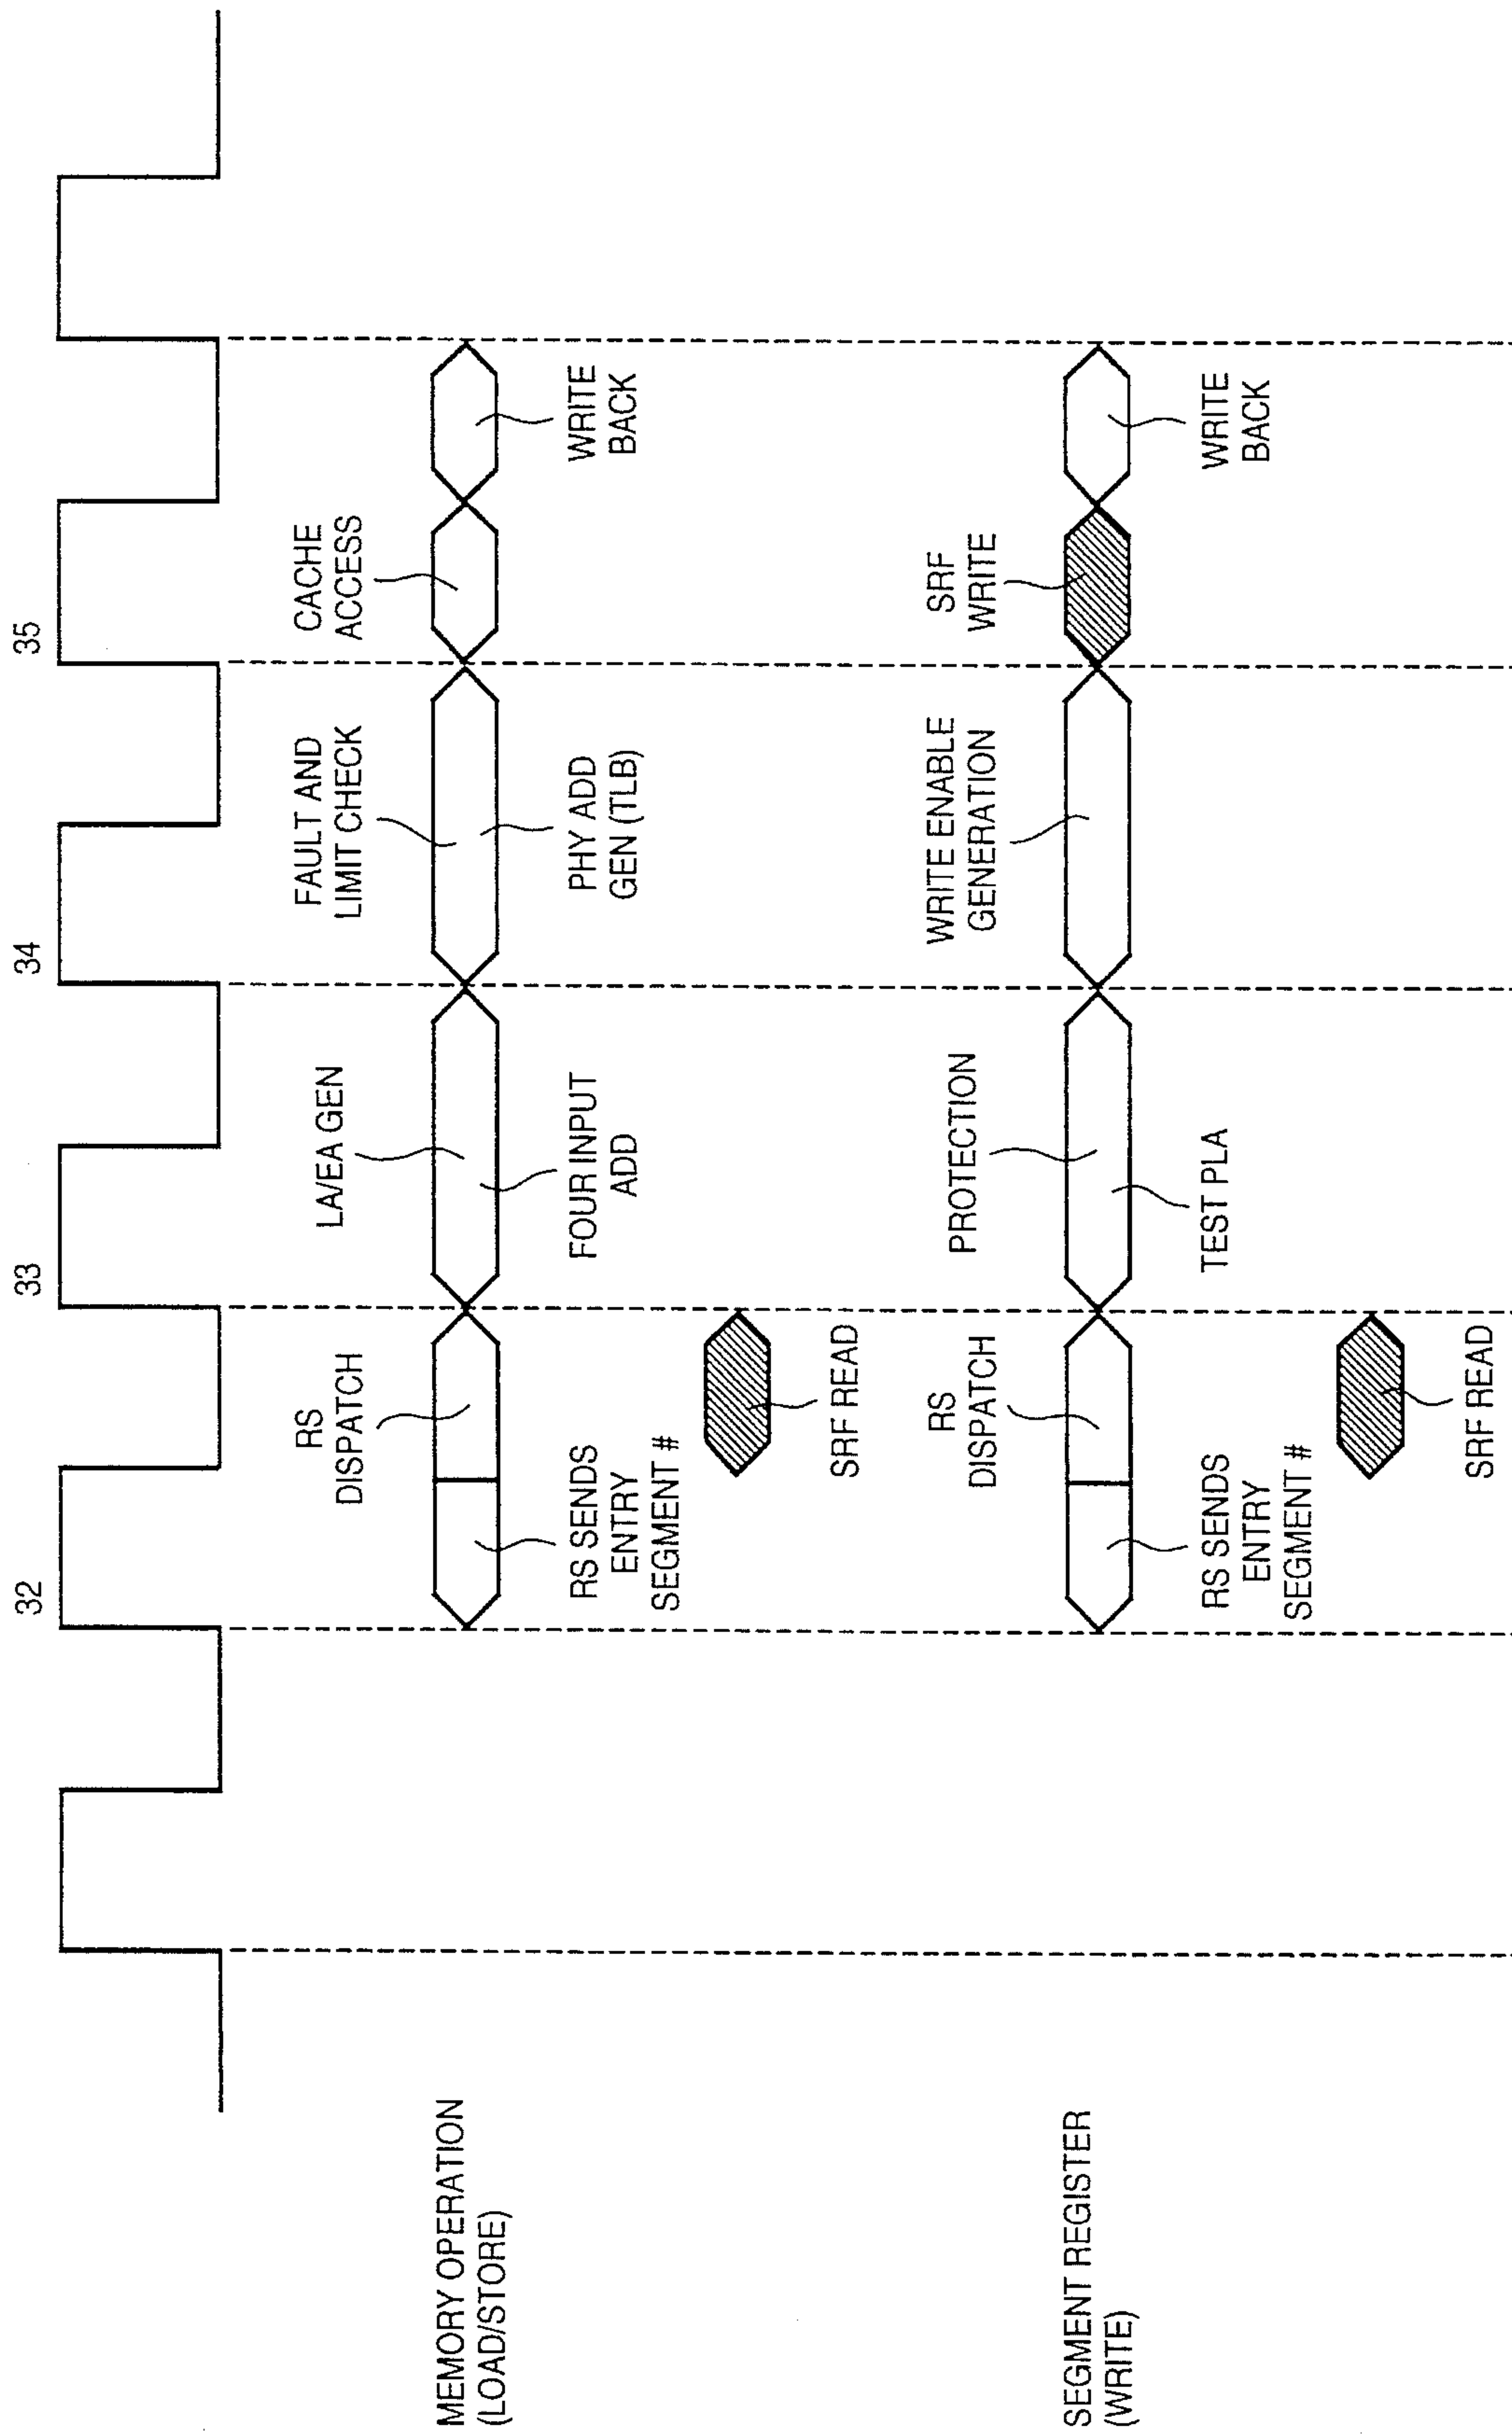 32
33
34
35
MEMORY OPERATION
(LOAD/STORE)
RS
DISPATCH
LA/EA GEN
FAULT AND
LIMIT CHECK
CACHE
ACCESS
RS SENDS
ENTRY
SEGMENT #
FOUR INPUT
ADD
PHY ADD
GEN (TLB)
WRITE
BACK
SRF READ
SEGMENT REGISTER
(WRITE)
RS
DISPATCH
PROTECTION
WRITE ENABLE
GENERATION
SRF
WRITE
RS SENDS
ENTRY
SEGMENT #
TEST PLA
WRITE
BACK
SRF READ